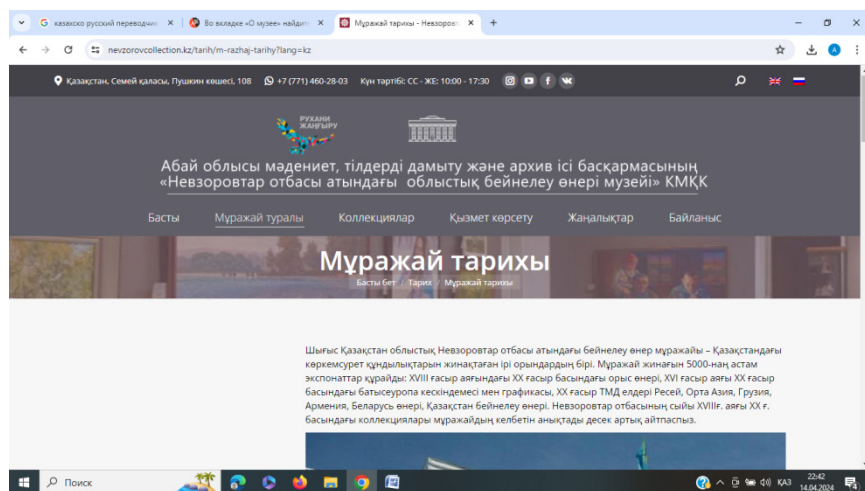 казахско русский переводчик
Во вкладке «О музее» найди
Мұражай тарихы - Невзоров
nevzorovcollection.kz/tarih/m-razhaj-tarihy?lang=kz
Қазақстан, Семей қаласы, Пушкин көшесі, 108 +7 (771) 460-28-03 Күн тәртібі: СС - ЖЕ: 10:00 - 17:30
РУХАНИ
ЖАҢҒЫРУ
Абай облысы мәдениет, тілдерді дамыту және архив ісі басқармасының
«Невзоровтар отбасы атындағы облыстық бейнелеу өнері музейі» КМҚК
Басты Мұражай туралы Коллекциялар Қызмет көрсету Жаңалықтар Байланыс
Мұражай тарихы
Басты бет / Тарих / Мұражай тарихы
Шығыс Қазақстан облыстық Невзоровтар отбасы атындағы бейнелеу өнер мұражайы – Қазақстандағы
көркемсурет құндылықтарын жинақтаған ірі орындардың бірі. Мұражай жинағын 5000-наң астам
экспонаттар құрайды: XVIII ғасыр аяғындағы XX ғасыр басындағы орыс өнері, XVI ғасыр аяғы XX ғасыр
басындағы батысеуропа кескіндемесі мен графикасы, XX ғасыр ТМД елдері Ресей, Орта Азия, Грузия,
Армения, Беларусь өнері, Қазақстан бейнелеу өнері. Невзоровтар отбасының сыйы XVIIIғ. аяғы XX ғ.
басындағы коллекциялары мұражайдың келбетін анықтады десек артық айтпаспыз.
Поиск
ҚАЗ
22:42
14.04.2024